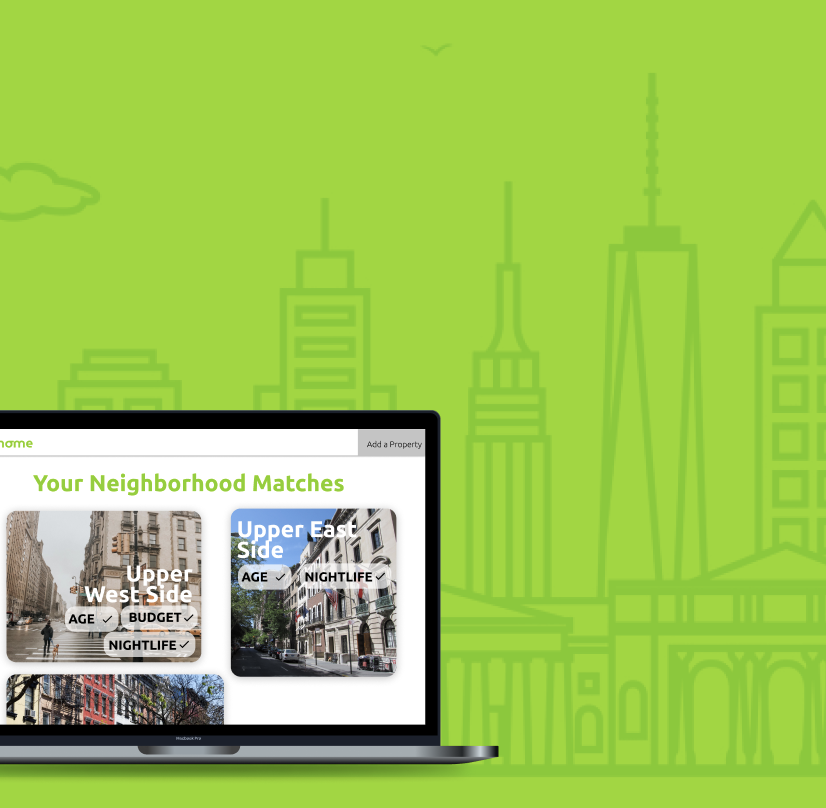 home
Add a Property
Your Neighborhood Matches
Upper
West Side
AGE
BUDGET
NIGHTLIFE
Upper East
Side
AGE
NIGHTLIFE
MacBook Pro